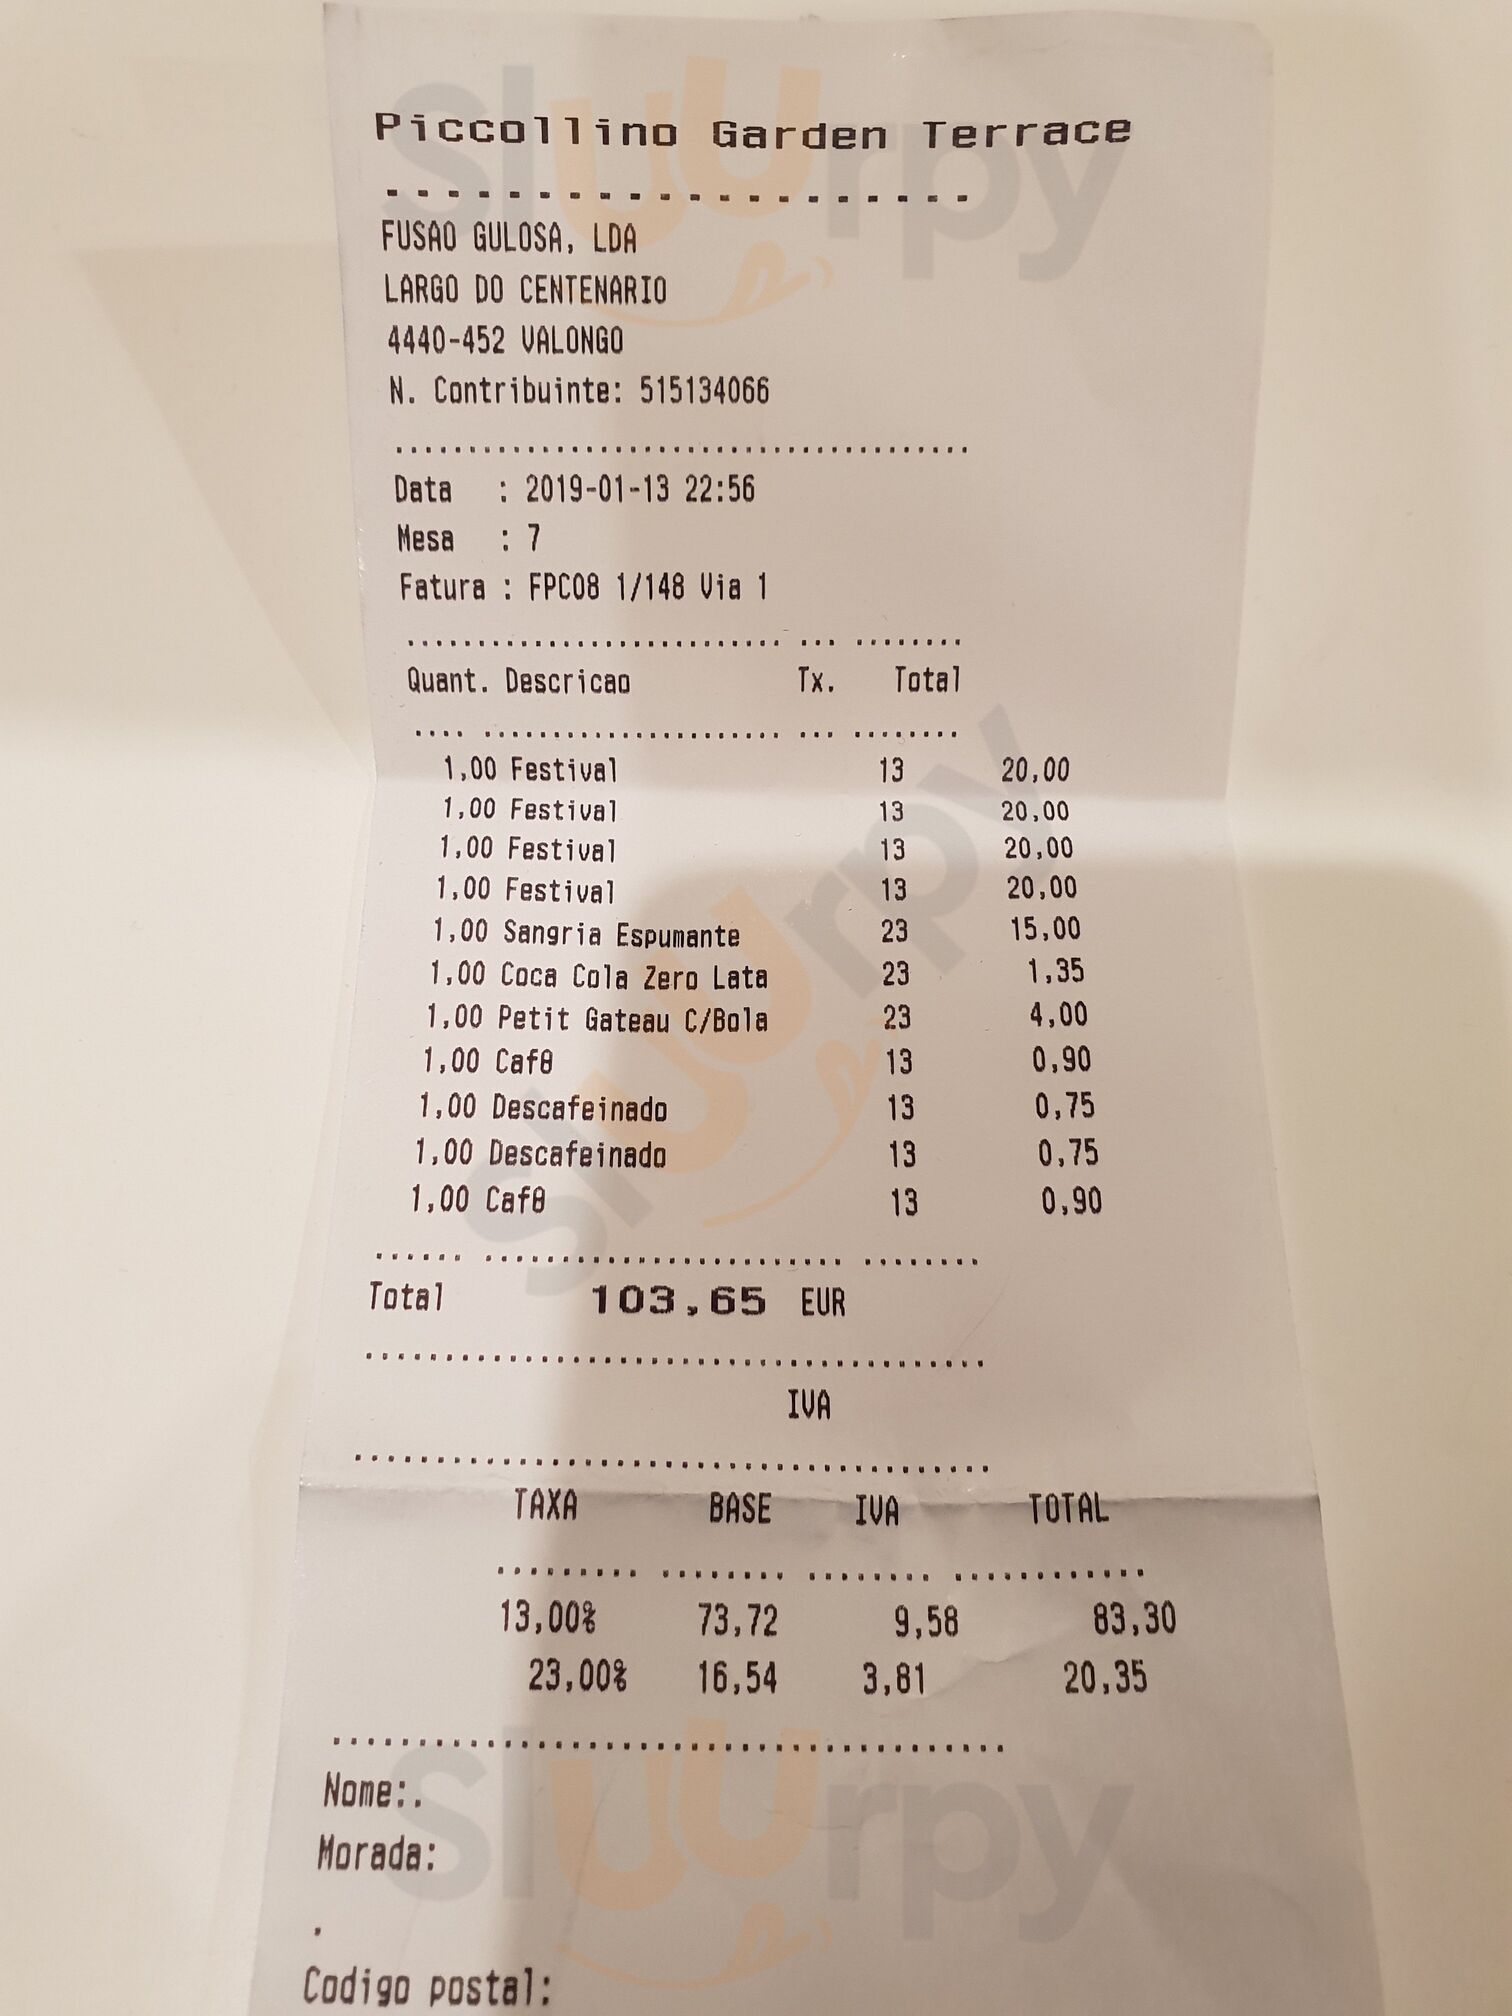 Piccollino Garden Terrace
FUSAO GULOSA, LDA
LARGO DO CENTENARIO
4440-452 VALONGO
N. Contribuinte: 515134066
Data : 2019-01-13 22:56
Mesa : 7
Fatura : FPC08 1/148 Via 1
Quant. Descricao Tx. Total
1,00 Festival 13 20,00
1,00 Festival 13 20,00
1,00 Festival 13 20,00
1,00 Festival 13 20,00
1,00 Sangria Espumante 23 15,00
1,00 Coca Cola Zero Lata 23 1,35
1,00 Petit Gateau C/Bola 23 4,00
1,00 Cafθ 13 0,90
1,00 Descafeinado 13 0,75
1,00 Descafeinado 13 0,75
1,00 Cafθ 13 0,90
Total 103,65 EUR
IVA
TAXA BASE IVA TOTAL
13,00% 73,72 9,58 83,30
23,00% 16,54 3,81 20,35
Nome:.
Morada:
.
Codigo postal:
Sluurpy
Sluurpy
Sluurpy